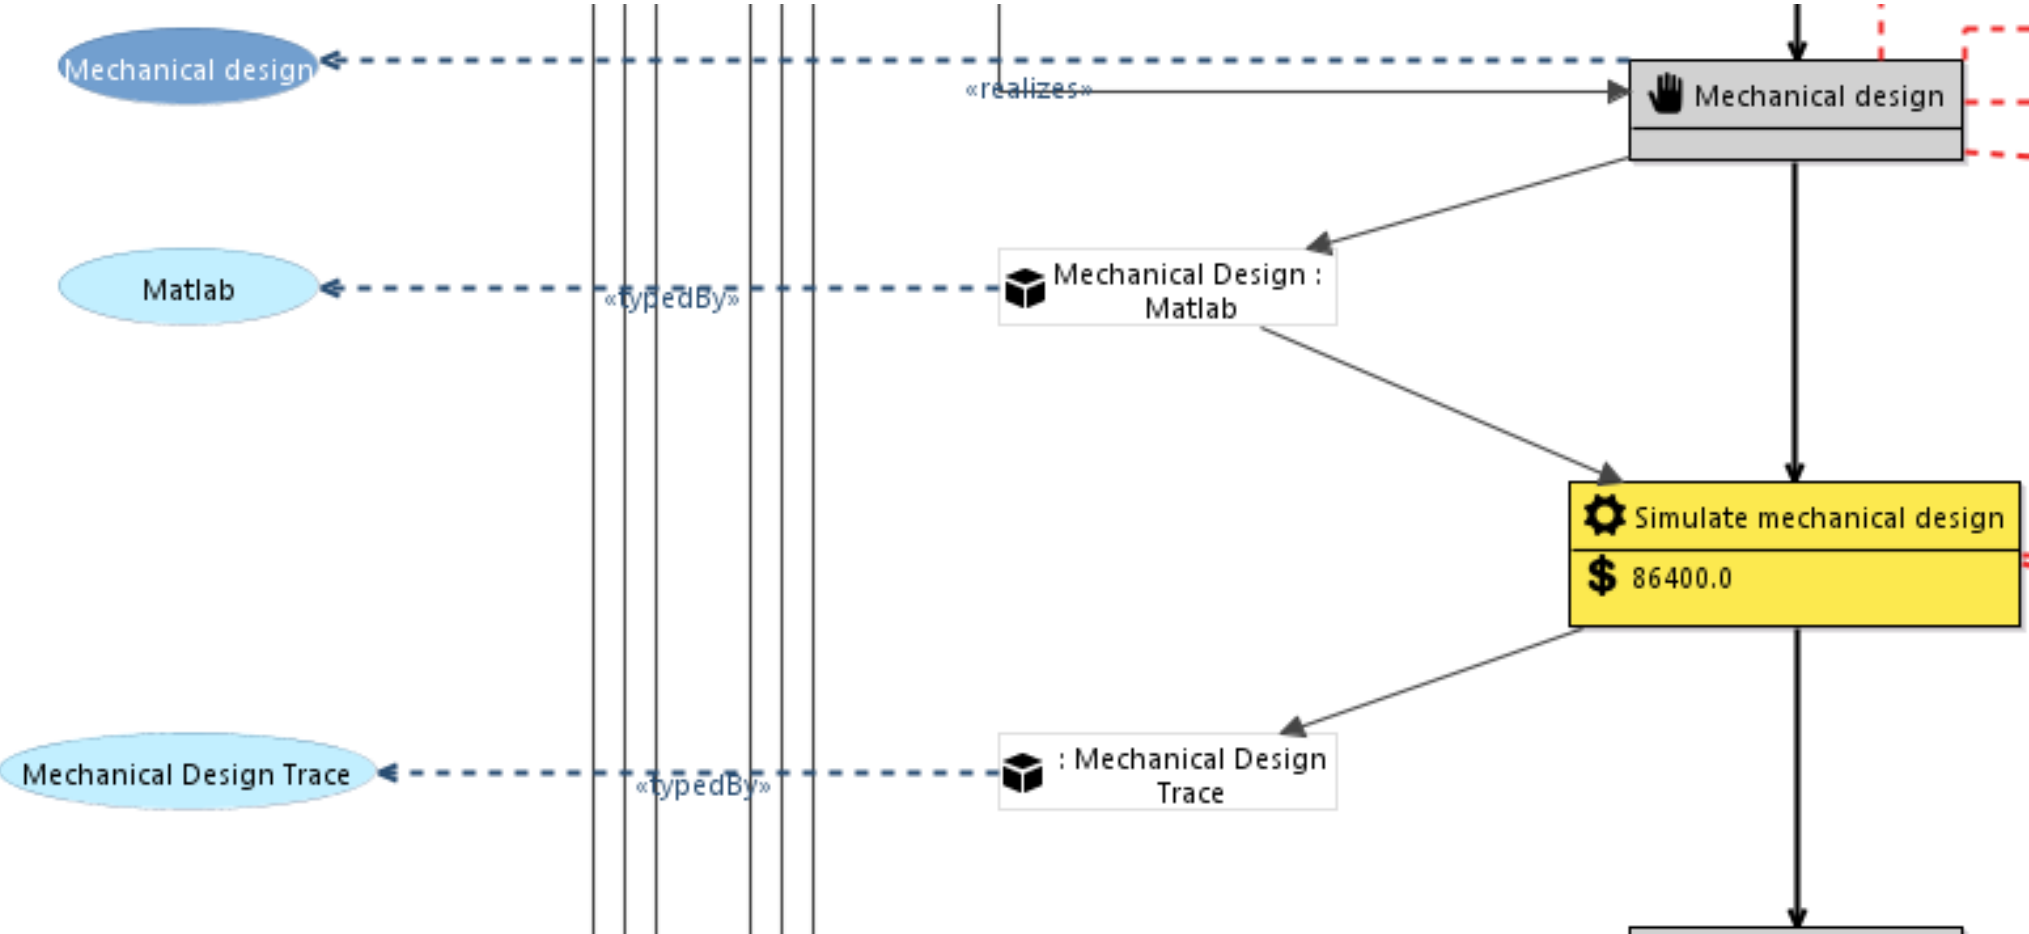 Mechanical design
«realizes»
Mechanical design
Matlab
«typedBy»
Mechanical Design :
Matlab
Simulate mechanical design
$ 86400.0
Mechanical Design Trace
«typedBy»
: Mechanical Design
Trace